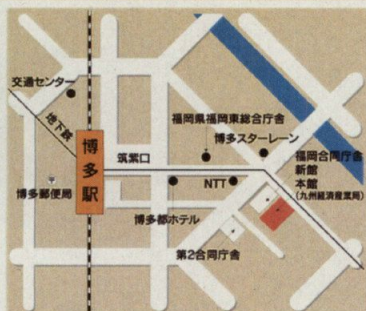 交通センター
地下鉄
博多駅
博多郵便局
筑紫口
福岡県福岡東総合庁舎
博多スターレーン
福岡合同庁舎
新館
本館
(九州経済産業局)
NTT
博多都ホテル
第2合同庁舎